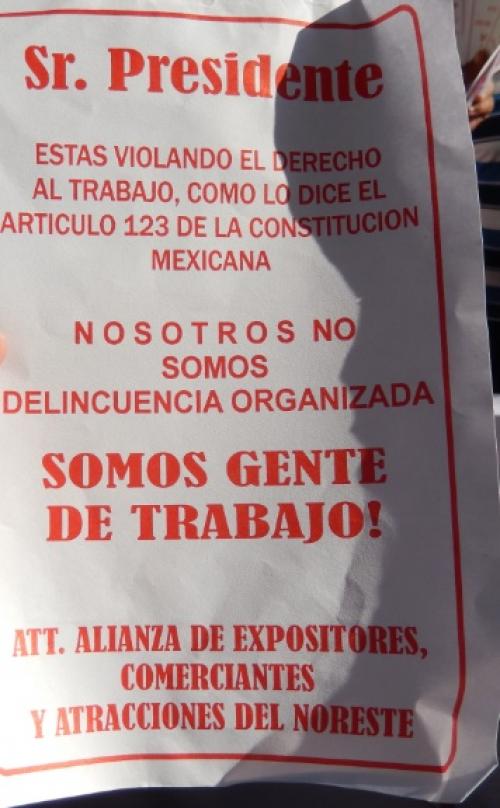 Sr. Presidente
ESTAS VIOLANDO EL DERECHO
AL TRABAJO, COMO LO DICE EL
ARTICULO 123 DE LA CONSTITUCION
MEXICANA
NOSOTROS NO
SOMOS
DELINCUENCIA ORGANIZADA
SOMOS GENTE
DE TRABAJO!
ATT. ALIANZA DE EXPOSITORES,
COMERCIANTES
Y ATRACCIONES DEL NORESTE